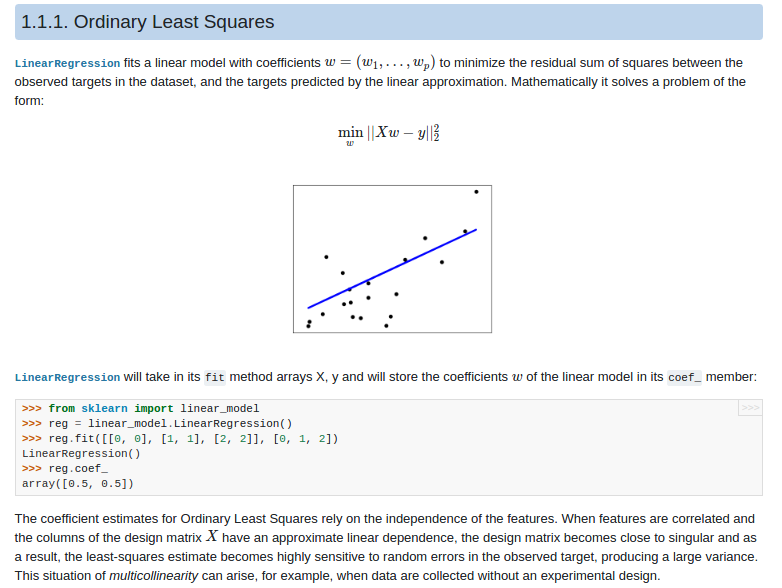 1.1.1. Ordinary Least Squares
LinearRegression fits a linear model with coefficients w = (w₁, . . . , wₚ) to minimize the residual sum of squares between the
observed targets in the dataset, and the targets predicted by the linear approximation. Mathematically it solves a problem of the
form:
min ||Xw − y||₂²
w
LinearRegression will take in its fit method arrays X, y and will store the coefficients w of the linear model in its coef_ member:
>>> from sklearn import linear_model
>>>
>>> reg = linear_model.LinearRegression()
>>> reg.fit([[0, 0], [1, 1], [2, 2]], [0, 1, 2])
LinearRegression()
>>> reg.coef_
array([0.5, 0.5])
The coefficient estimates for Ordinary Least Squares rely on the independence of the features. When features are correlated and
the columns of the design matrix X have an approximate linear dependence, the design matrix becomes close to singular and as
a result, the least-squares estimate becomes highly sensitive to random errors in the observed target, producing a large variance.
This situation of multicollinearity can arise, for example, when data are collected without an experimental design.